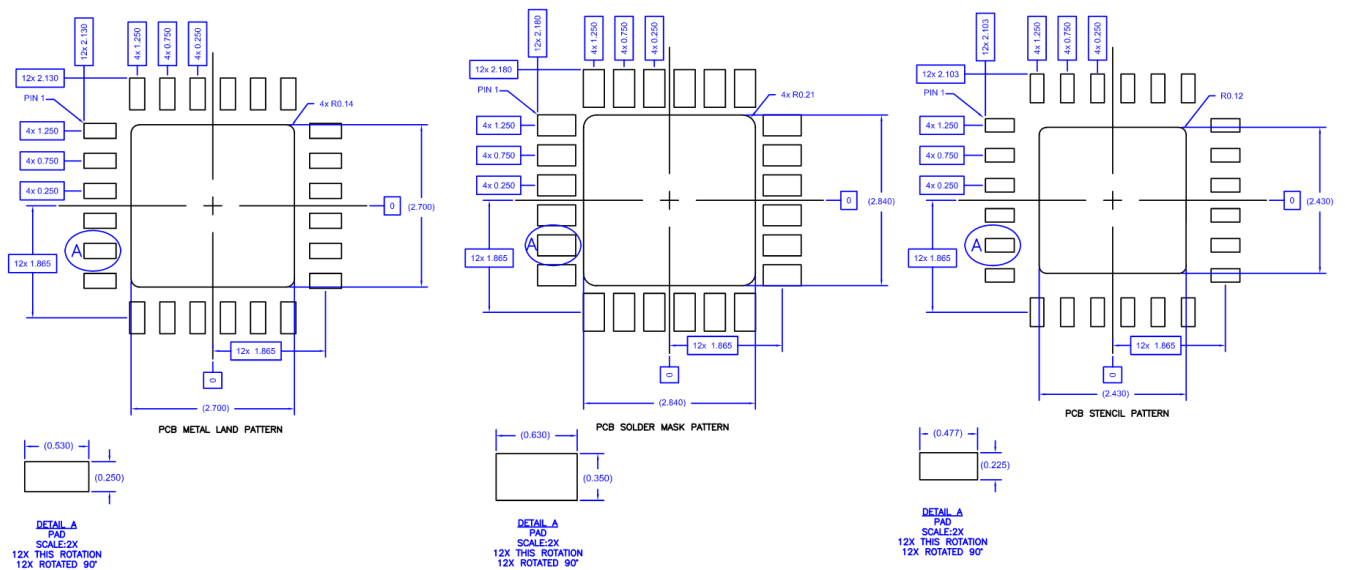 12x 2.130
4x 1.250
4x 0.750
4x 0.250
12x 2.130
PIN 1
4x R0.14
4x 1.250
4x 0.750
4x 0.250
A
12x 1.865
0
(2.700)
12x 1.865
0
(2.700)
PCB METAL LAND PATTERN
(0.530)
(0.250)
DETAIL A
PAD
SCALE:2X
12X THIS ROTATION
12X ROTATED 90°
12x 2.180
4x 1.250
4x 0.750
4x 0.250
12x 2.180
PIN 1
4x R0.21
4x 1.250
4x 0.750
4x 0.250
A
12x 1.865
0
(2.840)
12x 1.865
0
(2.840)
PCB SOLDER MASK PATTERN
(0.630)
(0.350)
DETAIL A
PAD
SCALE:2X
12X THIS ROTATION
12X ROTATED 90°
12x 2.103
4x 1.250
4x 0.750
4x 0.250
12x 2.103
PIN 1
R0.12
4x 1.250
4x 0.750
4x 0.250
A
12x 1.865
0
(2.430)
12x 1.865
0
(2.430)
PCB STENCIL PATTERN
(0.477)
(0.225)
DETAIL A
PAD
SCALE:2X
12X THIS ROTATION
12X ROTATED 90°